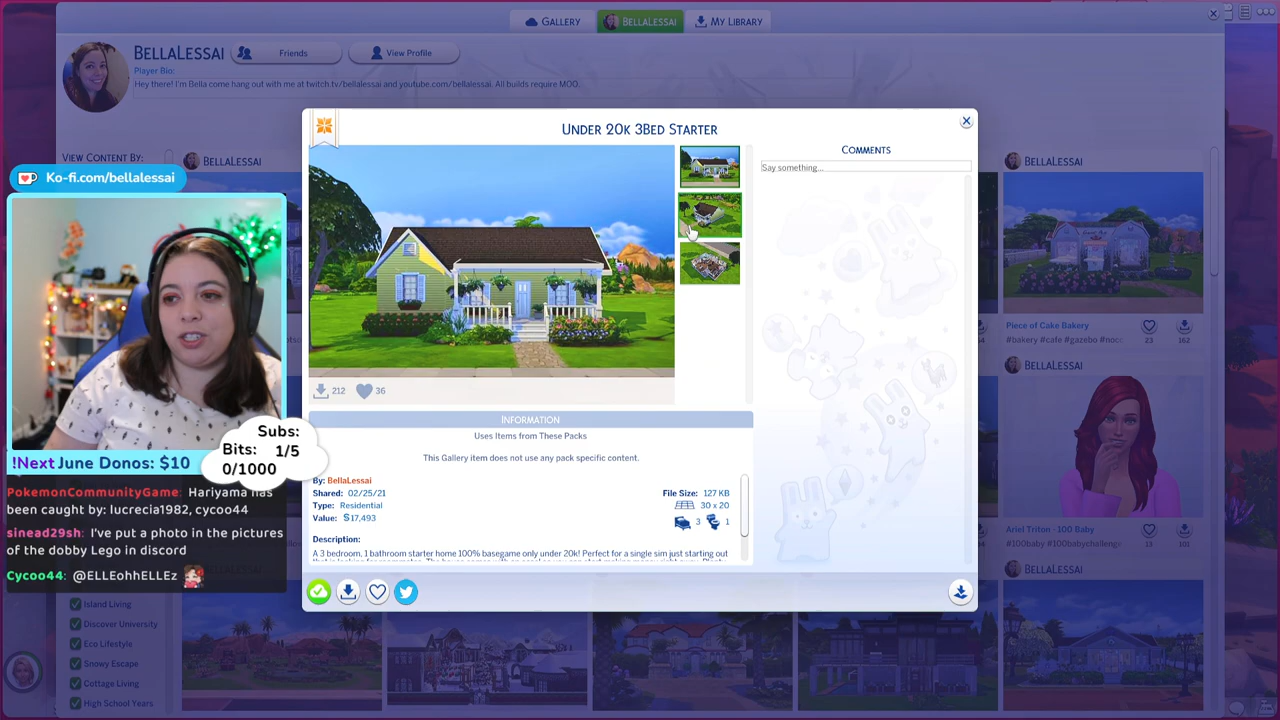 GALLERY
BELLALESSAI
MY LIBRARY
BELLALESSAI
Friends
View Profile
Player Bio:
Hey there! I'm Bella come hang out with me at twitch.tv/bellalessai and youtube.com/bellalessai. All builds require MOO.
UNDER 20K 3BED STARTER
COMMENTS
Say something...
VIEW CONTENT BY:
BELLALESSAI
BELLALESSAI
Ko-fi.com/bellalessai
212
36
INFORMATION
Uses Items from These Packs
This Gallery item does not use any pack specific content.
By: BellaLessai
Shared: 02/25/21
Type: Residential
Value: $17,493
File Size: 127 KB
30 x 20
3
1
Description:
A 3 bedroom, 1 bathroom starter home 100% basegame only under 20k! Perfect for a single sim just starting out
Piece of Cake Bakery
23
162
#bakery #cafe #gazebo #nocc
BELLALESSAI
Ariel Triton - 100 Baby
#100baby #100babychallenge
13
101
BELLALESSAI
Subs:
1/5
Bits:
0/1000
!Next June Donos: $10
PokemonCommunityGame: Hariyama has
been caught by: lucrecia1982, cycoo44
sinead29sh: I've put a photo in the pictures
of the dobby Lego in discord
Cycoo44: @ELLEohhELLEz
Island Living
Discover University
Eco Lifestyle
Snowy Escape
Cottage Living
High School Years